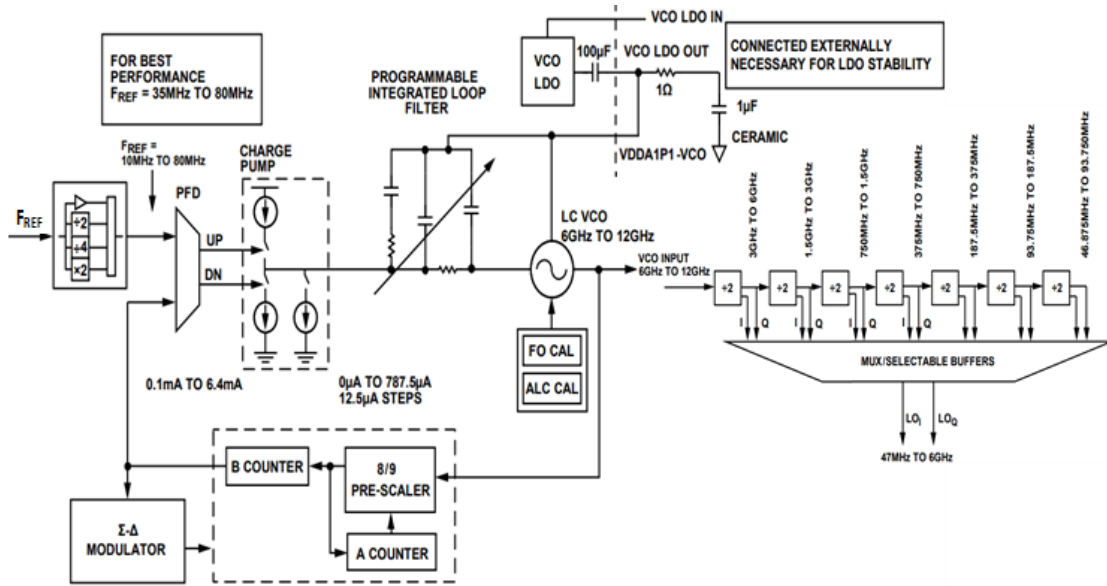 FOR BEST
PERFORMANCE
FREF = 35MHz TO 80MHz
FREF =
10MHz TO 80MHz
FREF
÷2
÷4
×2
PFD
UP
DN
CHARGE
PUMP
0.1mA TO 6.4mA
0µA TO 787.5µA
12.5µA STEPS
PROGRAMMABLE
INTEGRATED LOOP
FILTER
VCO
LDO
100µF
VCO LDO IN
VCO LDO OUT
1Ω
1µF
CERAMIC
VDDA1P1-VCO
CONNECTED EXTERNALLY
NECESSARY FOR LDO STABILITY
LC VCO
6GHz TO 12GHz
FO CAL
ALC CAL
VCO INPUT
6GHz TO 12GHz
3GHz TO 6GHz
1.5GHz TO 3GHz
750MHz TO 1.5GHz
375MHz TO 750MHz
187.5MHz TO 375MHz
93.75MHz TO 187.5MHz
46.875MHz TO 93.750MHz
÷2
÷2
÷2
÷2
÷2
÷2
÷2
I Q
I Q
I Q
I Q
MUX/SELECTABLE BUFFERS
LOI
LOQ
47MHz TO 6GHz
B COUNTER
8/9
PRE-SCALER
A COUNTER
Σ-Δ
MODULATOR